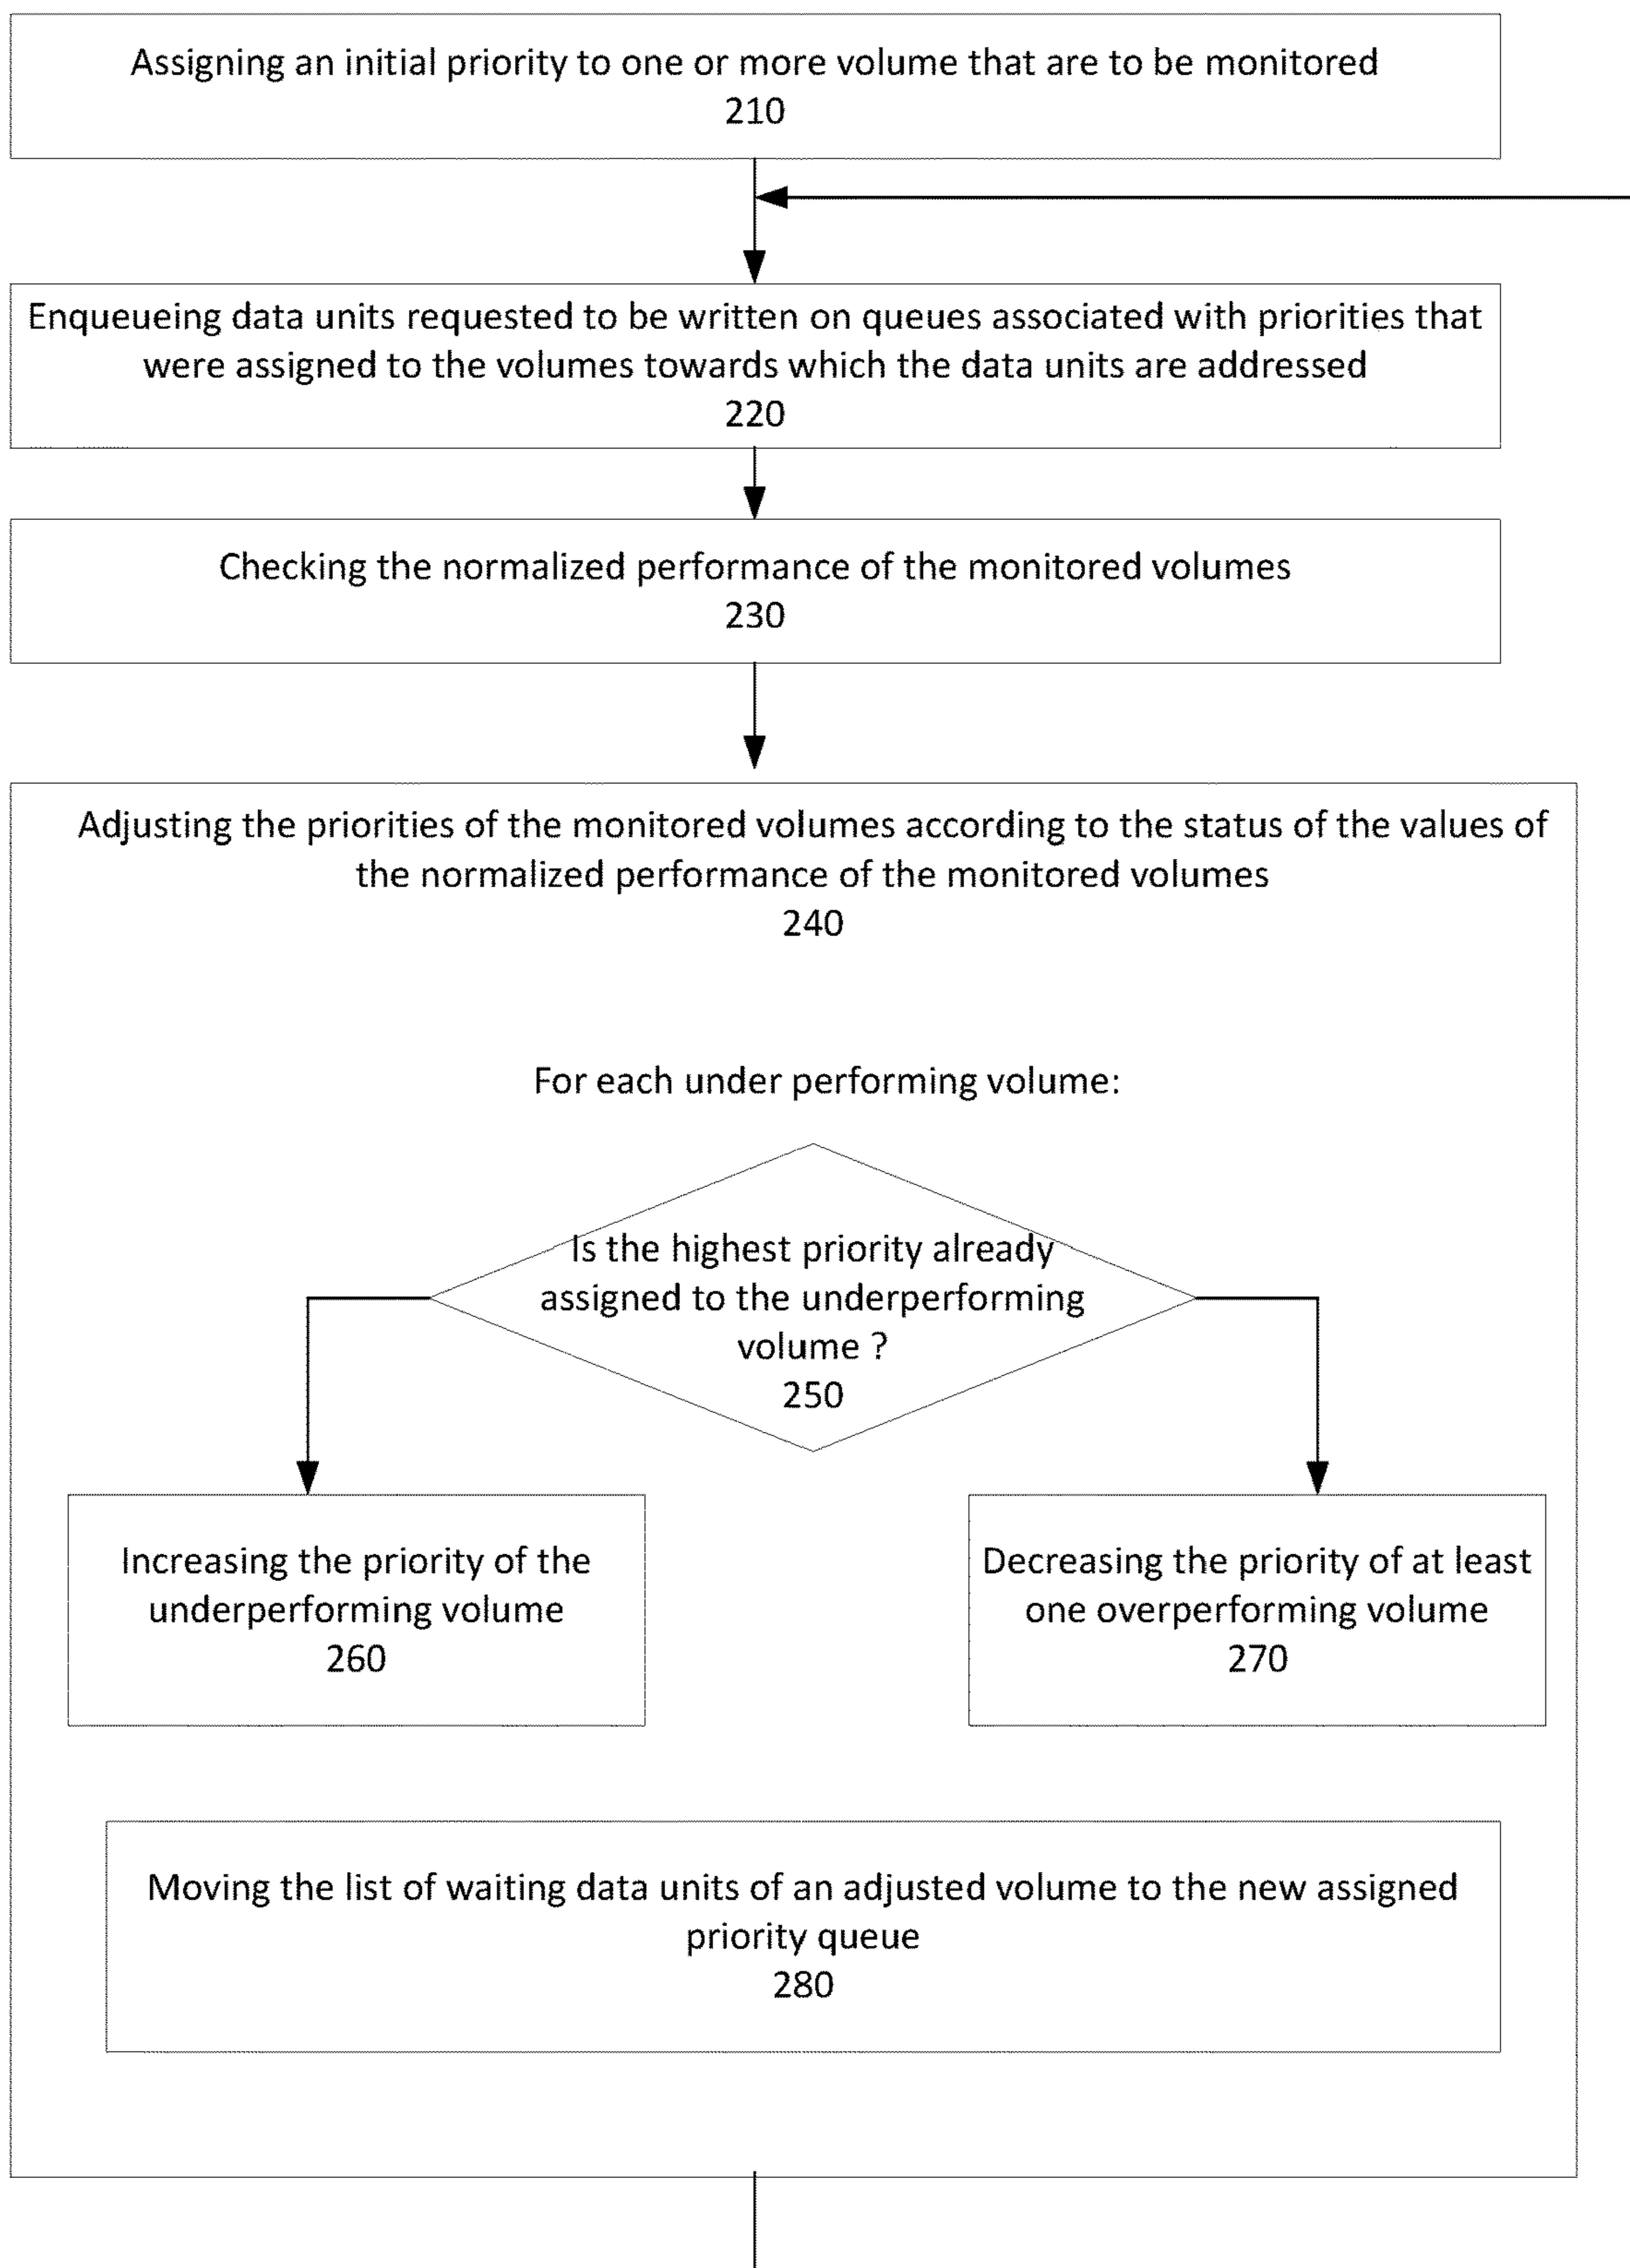 Assigning an initial priority to one or more volume that are to be monitored
210
Enqueueing data units requested to be written on queues associated with priorities that
were assigned to the volumes towards which the data units are addressed
220
Checking the normalized performance of the monitored volumes
230
Adjusting the priorities of the monitored volumes according to the status of the values of
the normalized performance of the monitored volumes
240
For each under performing volume:
Is the highest priority already
assigned to the underperforming
volume ?
250
Increasing the priority of the
underperforming volume
260
Decreasing the priority of at least
one overperforming volume
270
Moving the list of waiting data units of an adjusted volume to the new assigned
priority queue
280